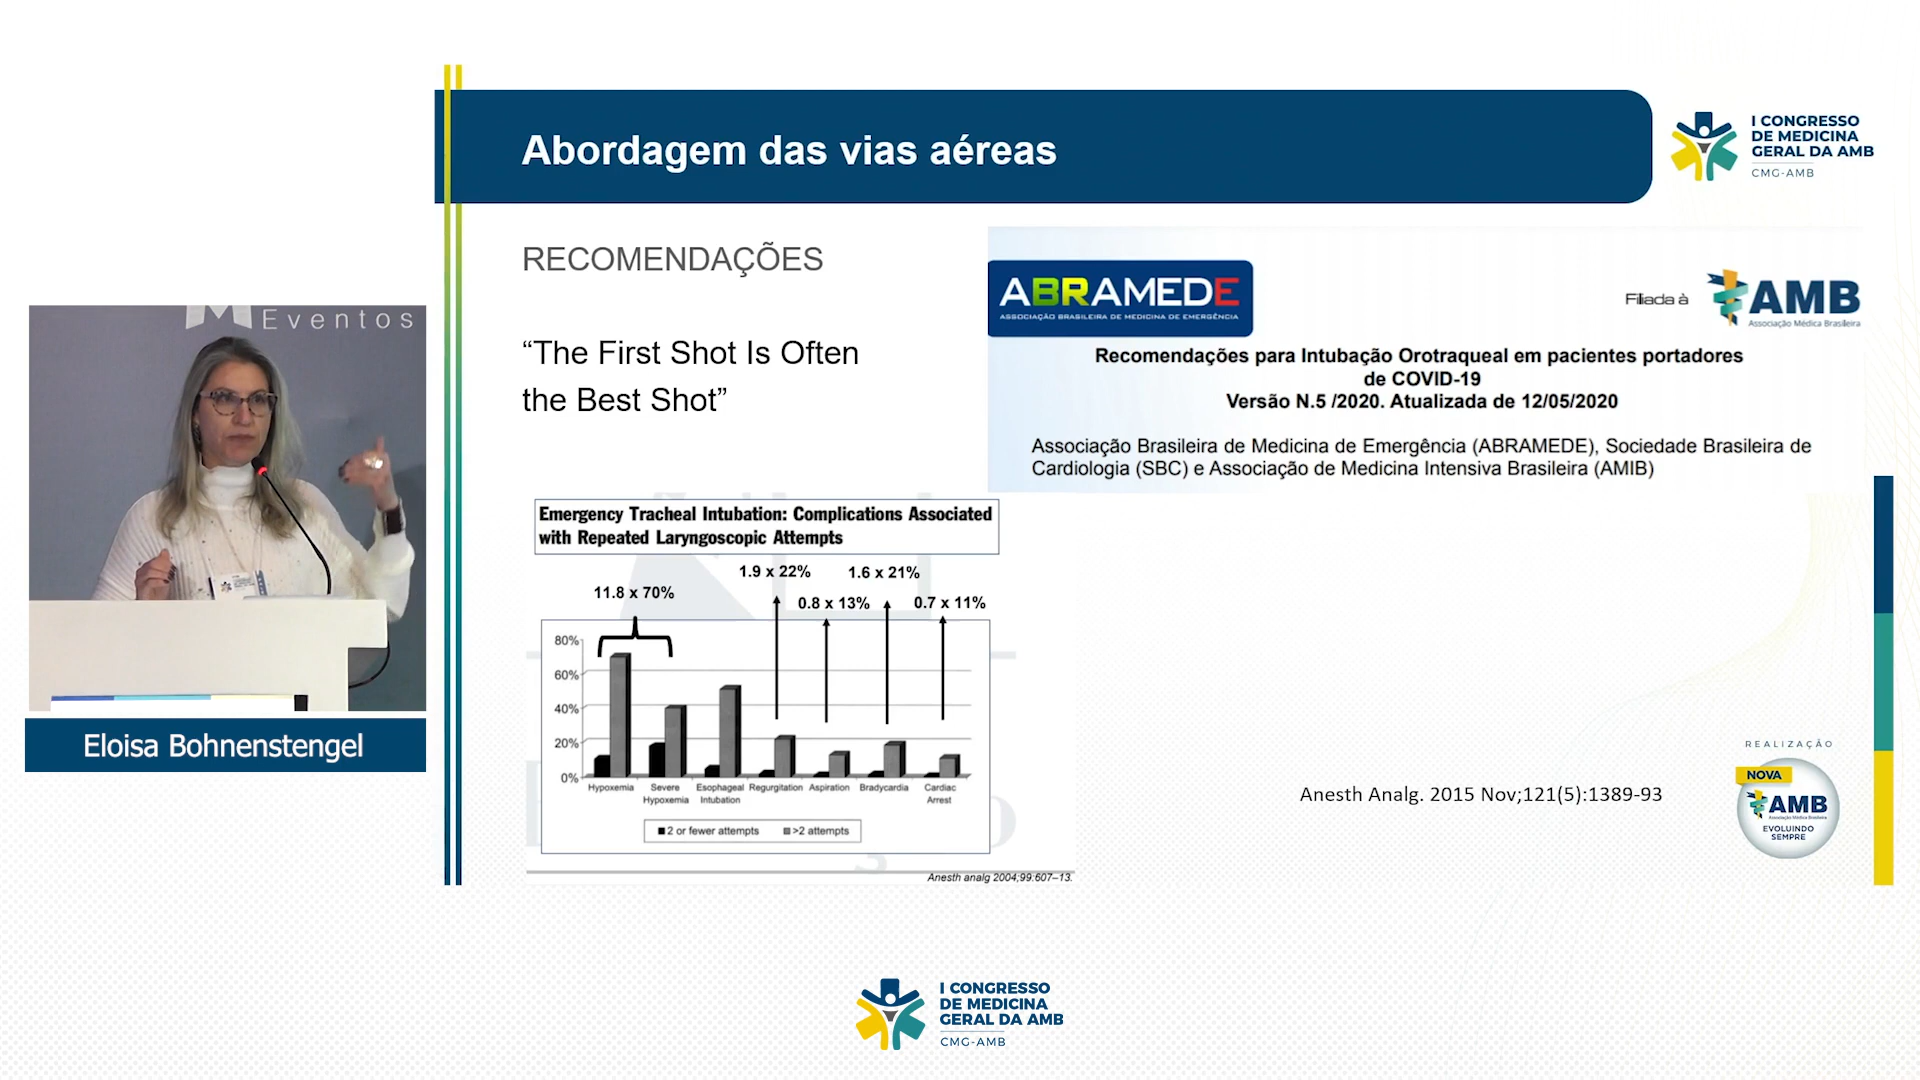 Abordagem das vias aéreas
I CONGRESSO
DE MEDICINA
GERAL DA AMB
CMG-AMB
RECOMENDAÇÕES
“The First Shot Is Often
the Best Shot”
ABRAMEDE
ASSOCIAÇÃO BRASILEIRA DE MEDICINA DE EMERGÊNCIA
Filiada à
AMB
Associação Médica Brasileira
Recomendações para Intubação Orotraqueal em pacientes portadores
de COVID-19
Versão N.5 /2020. Atualizada de 12/05/2020
Associação Brasileira de Medicina de Emergência (ABRAMEDE), Sociedade Brasileira de
Cardiologia (SBC) e Associação de Medicina Intensiva Brasileira (AMIB)
Eventos
Eloisa Bohnenstengel
Emergency Tracheal Intubation: Complications Associated
with Repeated Laryngoscopic Attempts
11.8 x 70%
1.9 x 22%
0.8 x 13%
1.6 x 21%
0.7 x 11%
80%
60%
40%
20%
0%
Hypoxemia
Severe
Hypoxemia
Esophageal
Intubation
Regurgitation
Aspiration
Bradycardia
Cardiac
Arrest
2 or fewer attempts
>2 attempts
Anesth analg 2004;99:607–13.
Anesth Analg. 2015 Nov;121(5):1389-93
REALIZAÇÃO
NOVA
AMB
Associação Médica Brasileira
EVOLUINDO
SEMPRE
I CONGRESSO
DE MEDICINA
GERAL DA AMB
CMG-AMB